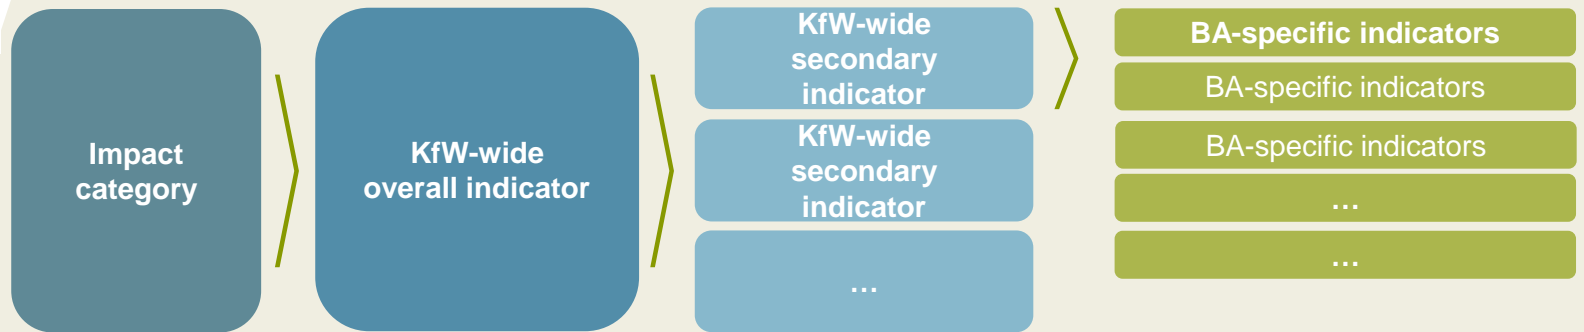 Impact
category
KfW-wide
overall indicator
KfW-wide
secondary
indicator
KfW-wide
secondary
indicator
…
BA-specific indicators
BA-specific indicators
BA-specific indicators
…
…